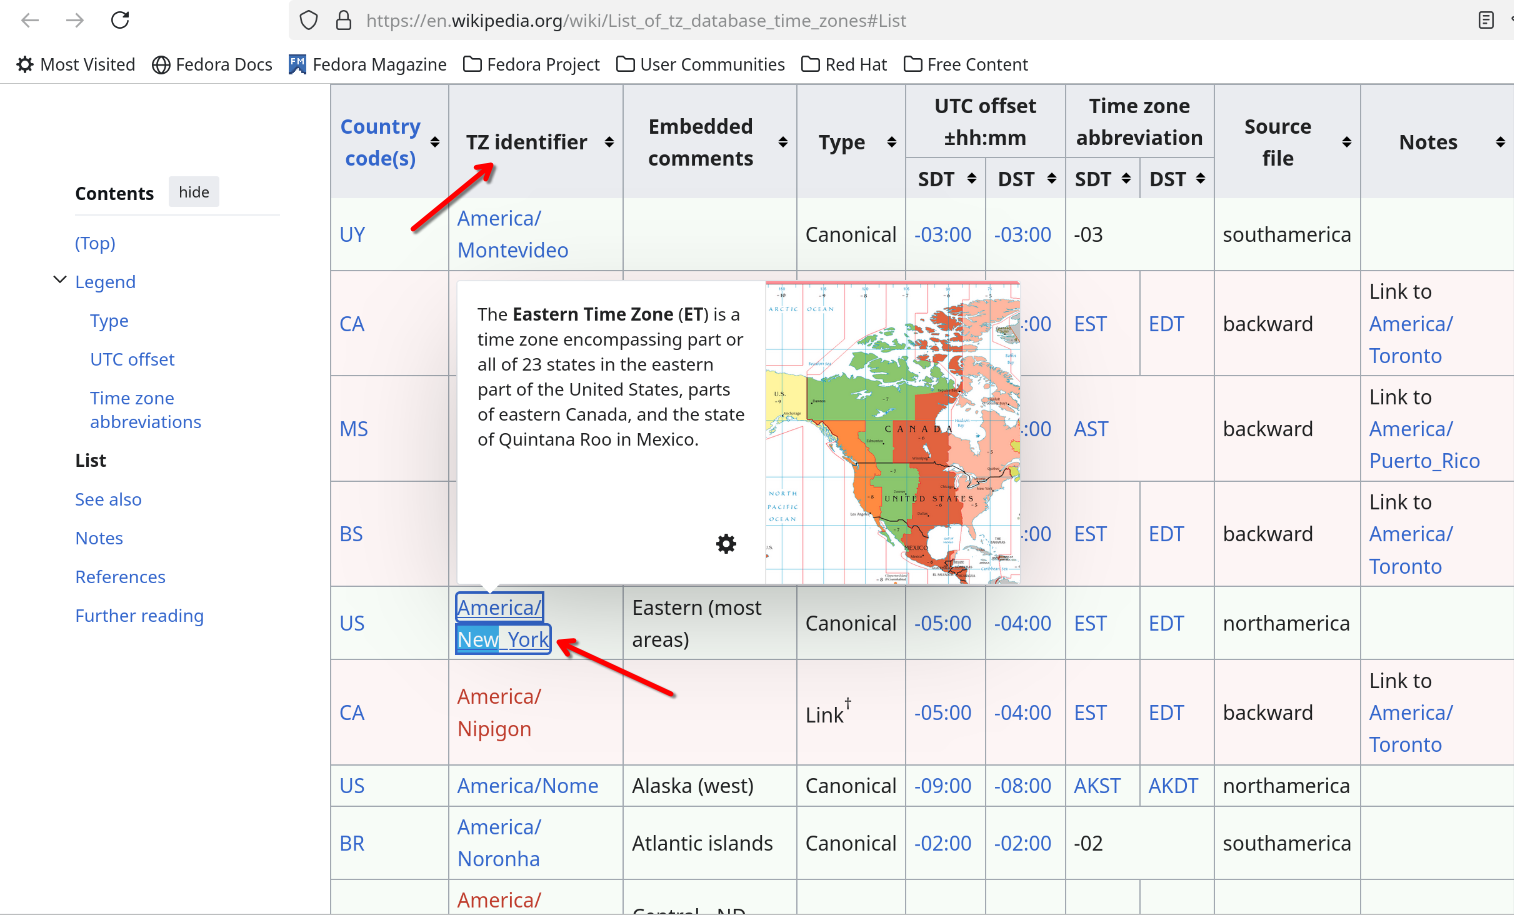 https://en.wikipedia.org/wiki/List_of_tz_database_time_zones#List
Most Visited
Fedora Docs
FM
Fedora Magazine
Fedora Project
User Communities
Red Hat
Free Content
Contents
hide
(Top)
Legend
Type
UTC offset
Time zone
abbreviations
List
See also
Notes
References
Further reading
Country
code(s)
TZ identifier
Embedded
comments
Type
UTC offset
±hh:mm
Time zone
abbreviation
Source
file
Notes
SDT
DST
SDT
DST
UY
America/
Montevideo
Canonical
-03:00
-03:00
-03
southamerica
CA
:00
EST
EDT
backward
Link to
America/
Toronto
MS
:00
AST
backward
Link to
America/
Puerto_Rico
BS
:00
EST
EDT
backward
Link to
America/
Toronto
The Eastern Time Zone (ET) is a
time zone encompassing part or
all of 23 states in the eastern
part of the United States, parts
of eastern Canada, and the state
of Quintana Roo in Mexico.
ARCTIC OCEAN
U.S.
CANADA
NORTH
PACIFIC
OCEAN
UNITED STATES
MEXICO
US
America/
New_York
Eastern (most
areas)
Canonical
-05:00
-04:00
EST
EDT
northamerica
CA
America/
Nipigon
Link†
-05:00
-04:00
EST
EDT
backward
Link to
America/
Toronto
US
America/Nome
Alaska (west)
Canonical
-09:00
-08:00
AKST
AKDT
northamerica
BR
America/
Noronha
Atlantic islands
Canonical
-02:00
-02:00
-02
southamerica
America/